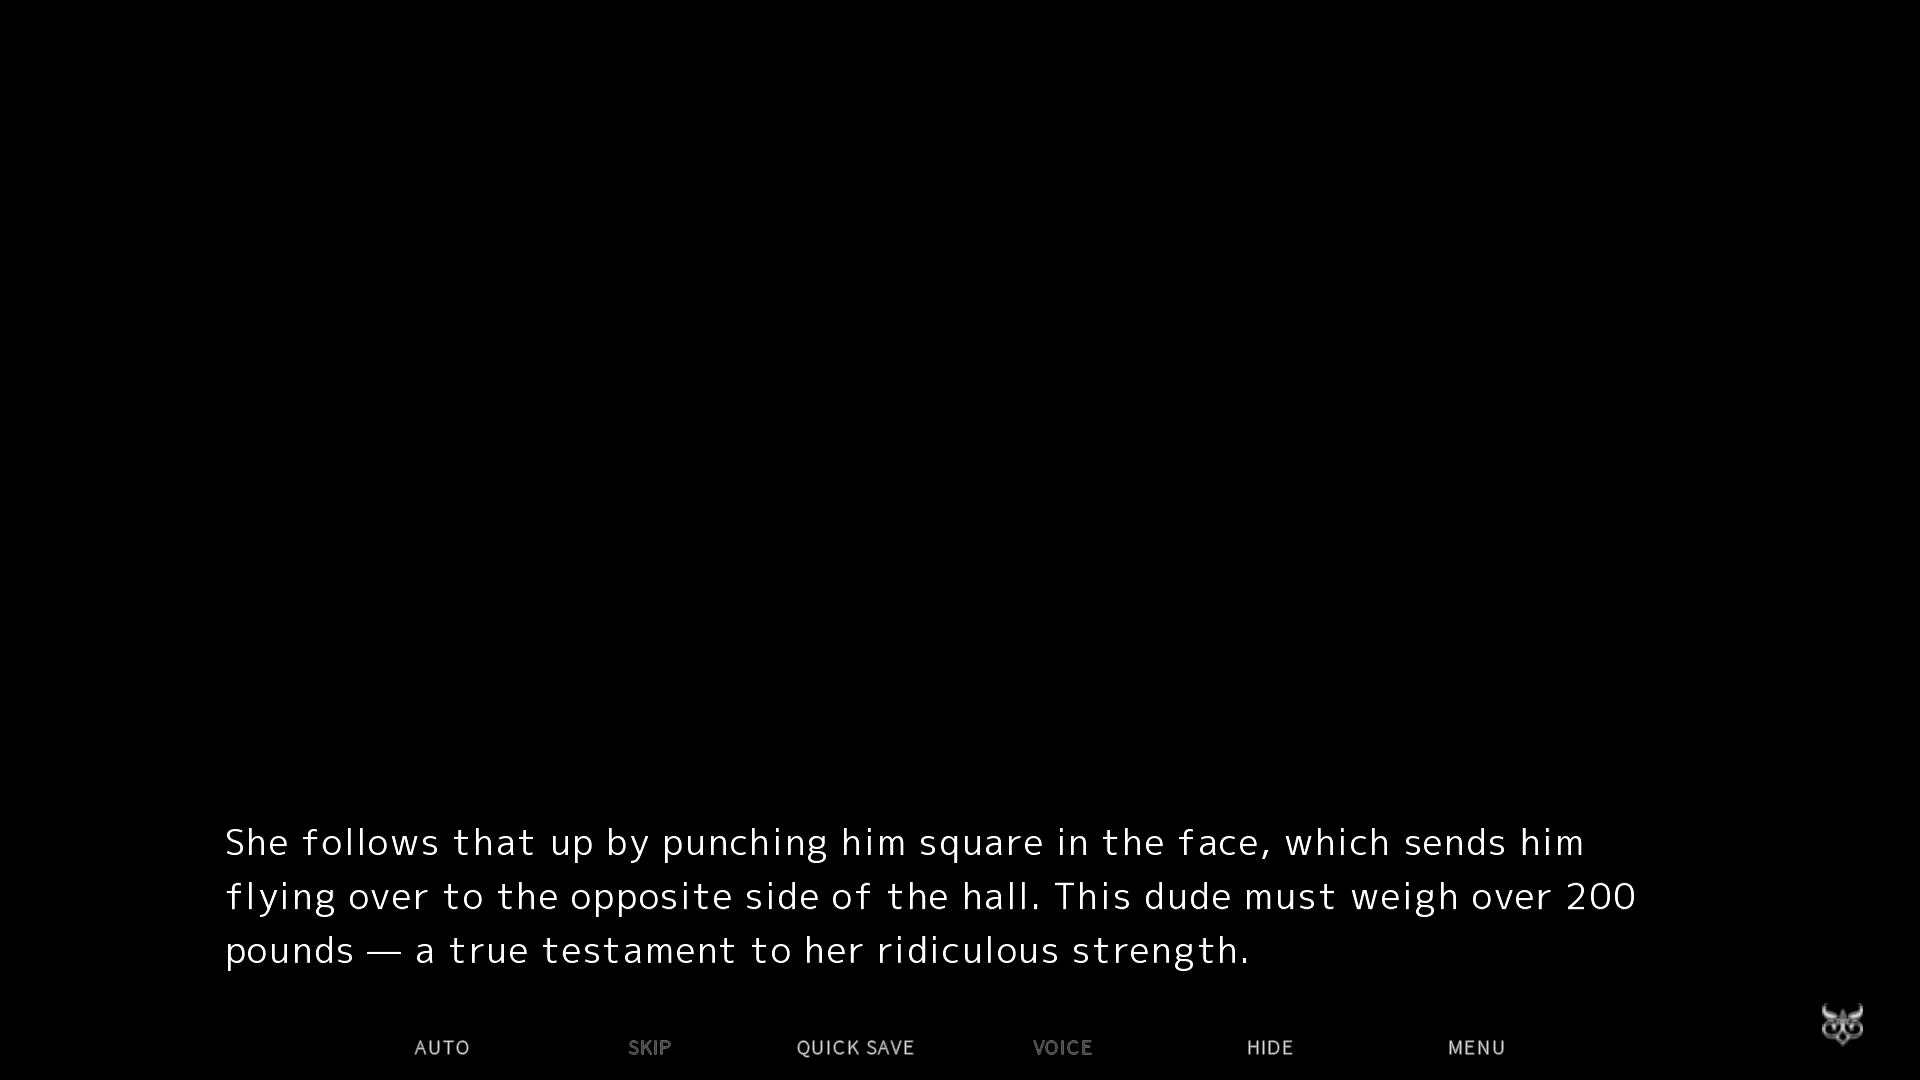 She follows that up by punching him square in the face, which sends him
flying over to the opposite side of the hall. This dude must weigh over 200
pounds — a true testament to her ridiculous strength.
AUTO SKIP QUICK SAVE VOICE HIDE MENU